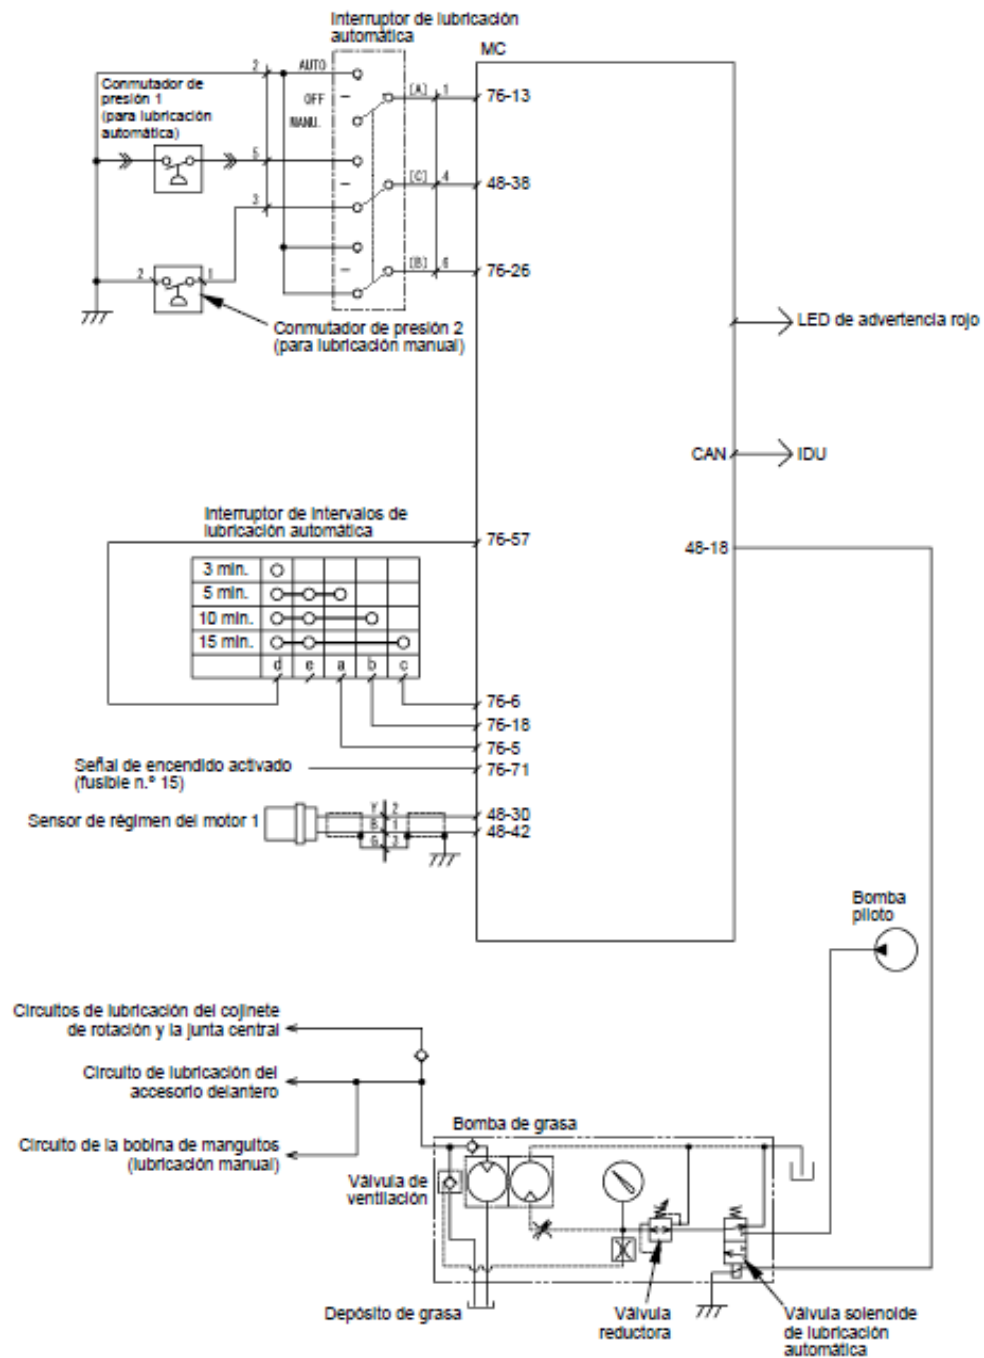 Interruptor de lubricación
automática
MC
Conmutador de
presión 1
(para lubricación
automática)
2
AUTO
OFF
MANU.
[A]
1
76-13
5
[C]
4
48-38
3
[B]
6
76-26
2
1
Conmutador de presión 2
(para lubricación manual)
LED de advertencia rojo
CAN
IDU
Interruptor de intervalos de
lubricación automática
76-57
48-18
3 min.
5 min.
10 min.
15 min.
d e a b c
76-6
76-18
76-5
Señal de encendido activado
(fusible n.º 15)
76-71
Sensor de régimen del motor 1
Y 2
B 1
G 3
48-30
48-42
Bomba
piloto
Circuitos de lubricación del cojinete
de rotación y la junta central
Circuito de lubricación del
accesorio delantero
Circuito de la bobina de manguitos
(lubricación manual)
Bomba de grasa
Válvula de
ventilación
Depósito de grasa
Válvula
reductora
Válvula solenoide
de lubricación
automática